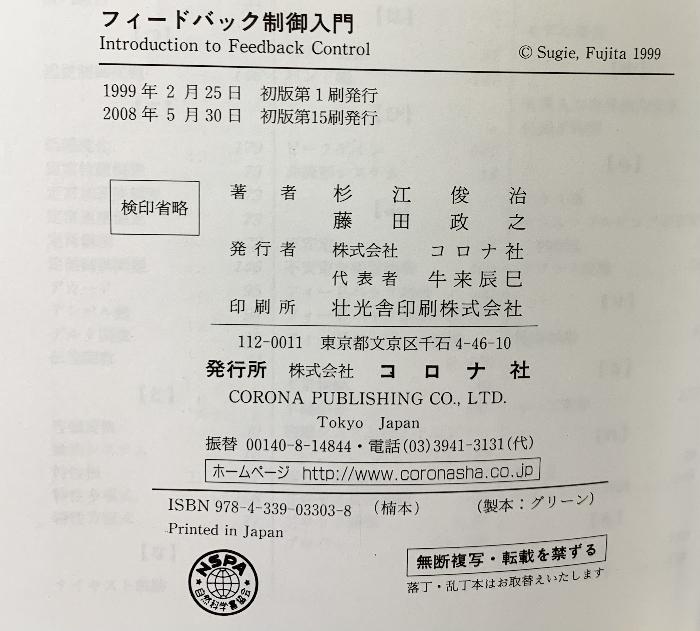 フィードバック制御入門
Introduction to Feedback Control
© Sugie, Fujita 1999
1999年2月25日 初版第1刷発行
2008年5月30日 初版第15刷発行
検印省略
著者 杉江俊治
藤田政之
発行者 株式会社 コロナ社
代表者 牛来辰巳
印刷所 壮光舎印刷株式会社
112-0011 東京都文京区千石4-46-10
発行所 株式会社 コロナ社
CORONA PUBLISHING CO., LTD.
Tokyo Japan
振替 00140-8-14844・電話(03)3941-3131(代)
ホームページ http://www.coronasha.co.jp
ISBN 978-4-339-03303-8 (楠本) (製本:グリーン)
Printed in Japan
NSPA
自然科学書協会
無断複写・転載を禁ずる
落丁・乱丁本はお取替えいたします